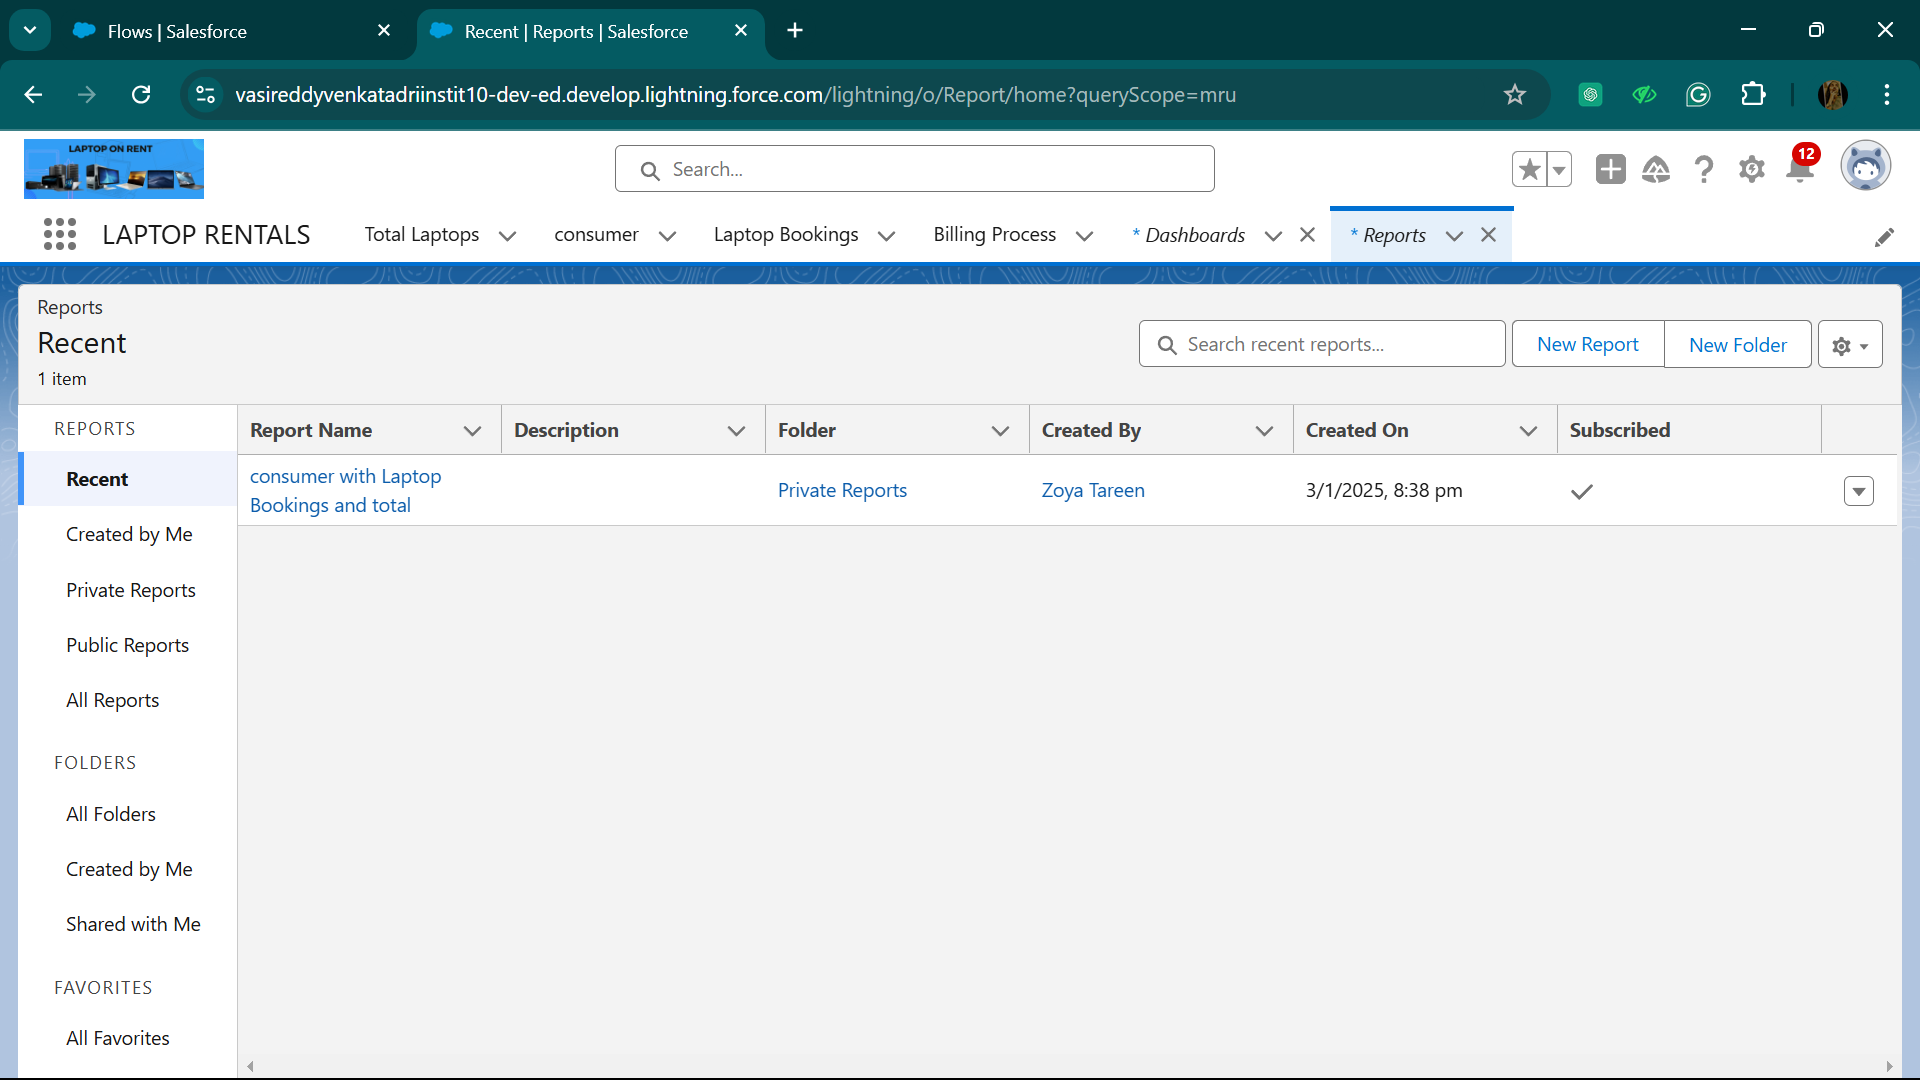 Flows | Salesforce
Recent | Reports | Salesforce
vasireddyvenkatadriinstit10-dev-ed.develop.lightning.force.com/lightning/o/Report/home?queryScope=mru
LAPTOP ON RENT
Search...
12
LAPTOP RENTALS
Total Laptops
consumer
Laptop Bookings
Billing Process
* Dashboards
* Reports
Reports
Recent
1 item
Search recent reports...
New Report
New Folder
REPORTS
Recent
Created by Me
Private Reports
Public Reports
All Reports
FOLDERS
All Folders
Created by Me
Shared with Me
FAVORITES
All Favorites
Report Name
Description
Folder
Created By
Created On
Subscribed
consumer with Laptop
Bookings and total
Private Reports
Zoya Tareen
3/1/2025, 8:38 pm